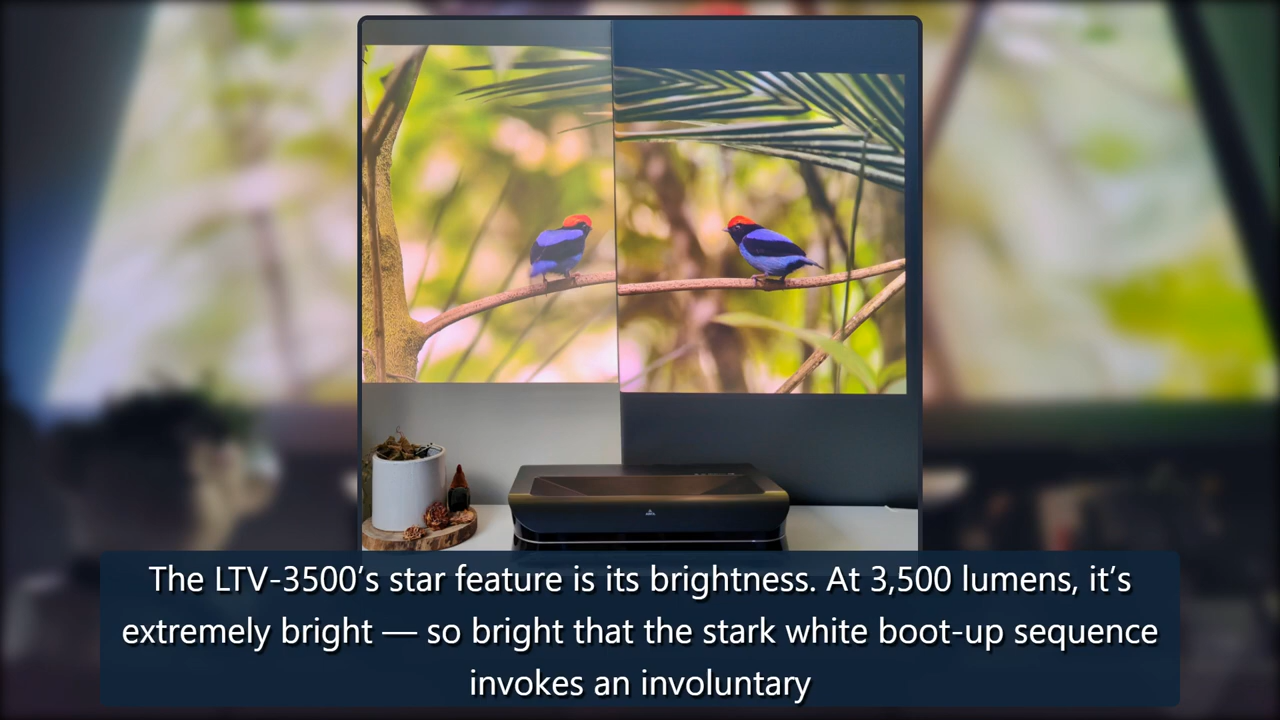 The LTV-3500’s star feature is its brightness. At 3,500 lumens, it’s
extremely bright — so bright that the stark white boot-up sequence
invokes an involuntary